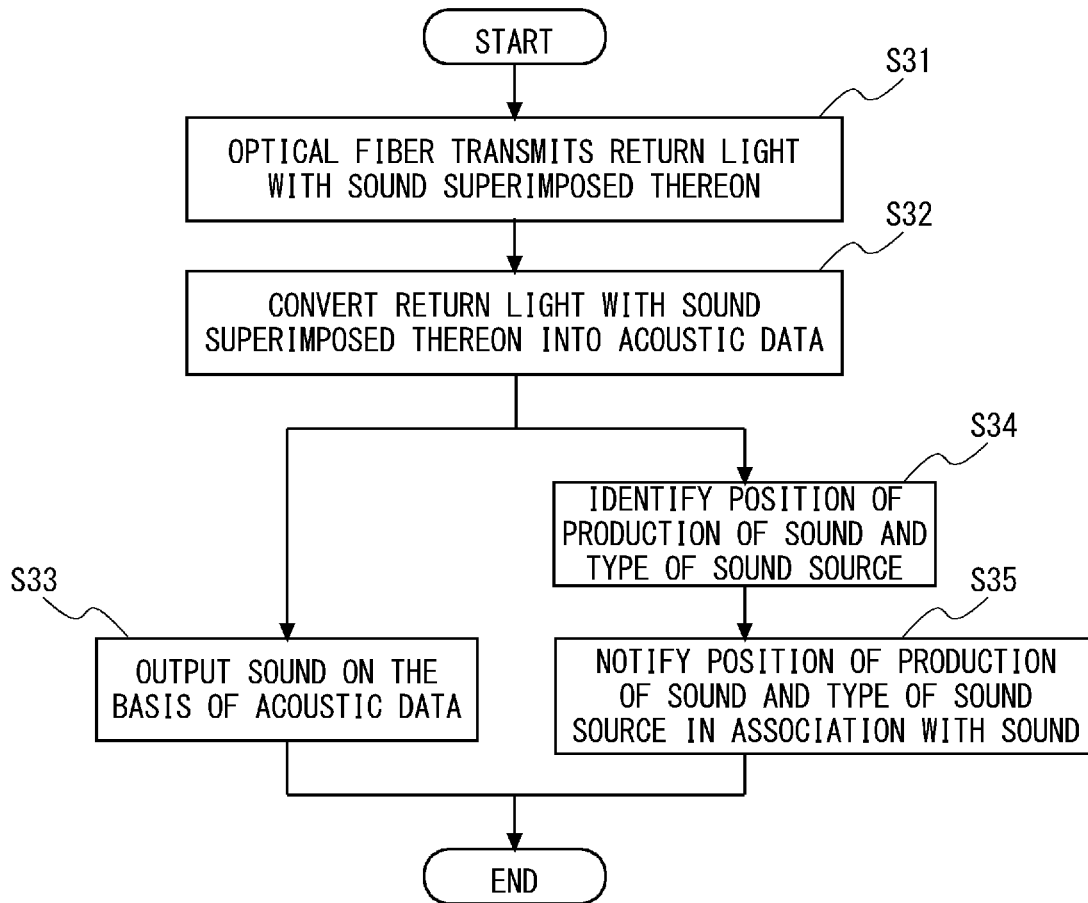 START
S31
OPTICAL FIBER TRANSMITS RETURN LIGHT
WITH SOUND SUPERIMPOSED THEREON
S32
CONVERT RETURN LIGHT WITH SOUND
SUPERIMPOSED THEREON INTO ACOUSTIC DATA
S34
IDENTIFY POSITION OF
PRODUCTION OF SOUND AND
TYPE OF SOUND SOURCE
S33
OUTPUT SOUND ON THE
BASIS OF ACOUSTIC DATA
S35
NOTIFY POSITION OF PRODUCTION
OF SOUND AND TYPE OF SOUND
SOURCE IN ASSOCIATION WITH SOUND
END